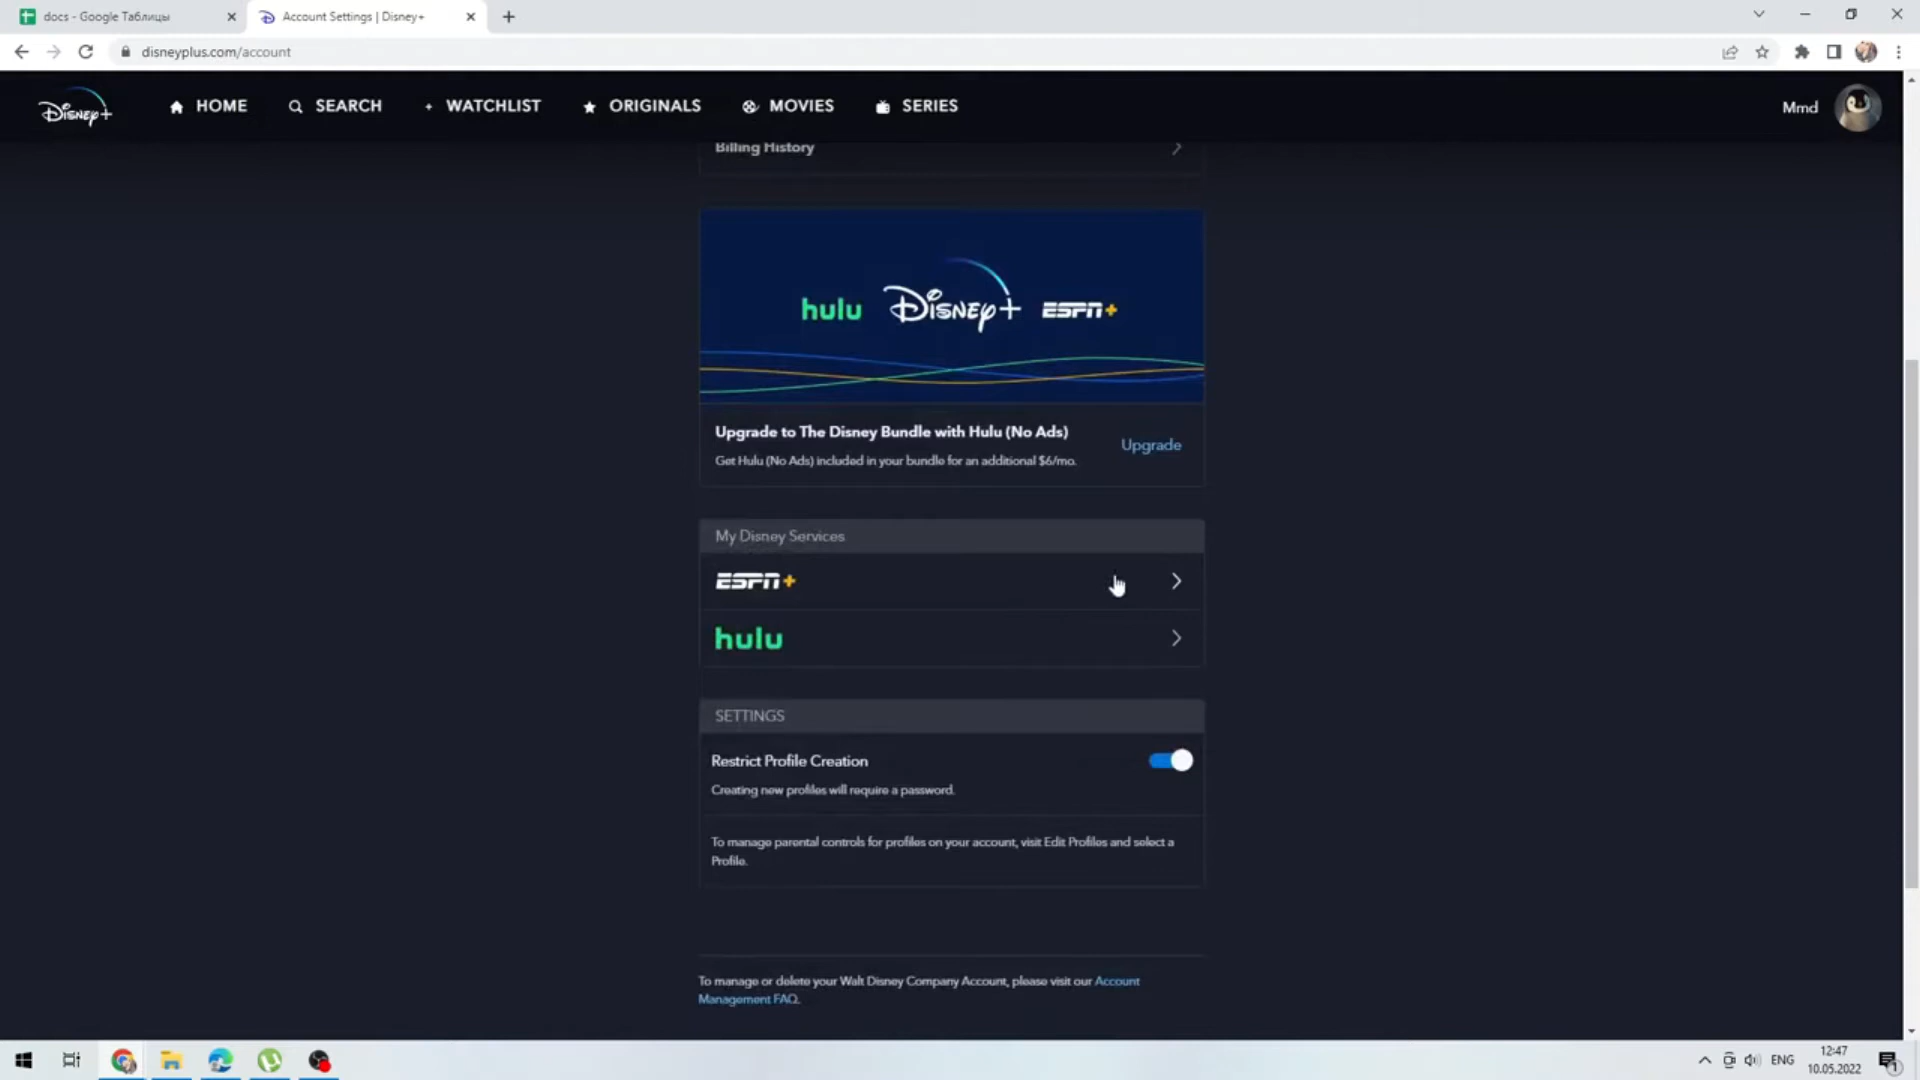 docs - Google Таблицы
Account Settings | Disney+
disneyplus.com/account
Disney+
HOME
SEARCH
WATCHLIST
ORIGINALS
MOVIES
SERIES
Mmd
Billing History
hulu Disney+ ESPN+
Upgrade to The Disney Bundle with Hulu (No Ads)
Get Hulu (No Ads) included in your bundle for an additional $6/mo.
Upgrade
My Disney Services
ESPN+
hulu
SETTINGS
Restrict Profile Creation
Creating new profiles will require a password.
To manage parental controls for profiles on your account, visit Edit Profiles and select a
Profile.
To manage or delete your Walt Disney Company Account, please visit our Account
Management FAQ.
ENG
12:47
10.05.2022
1